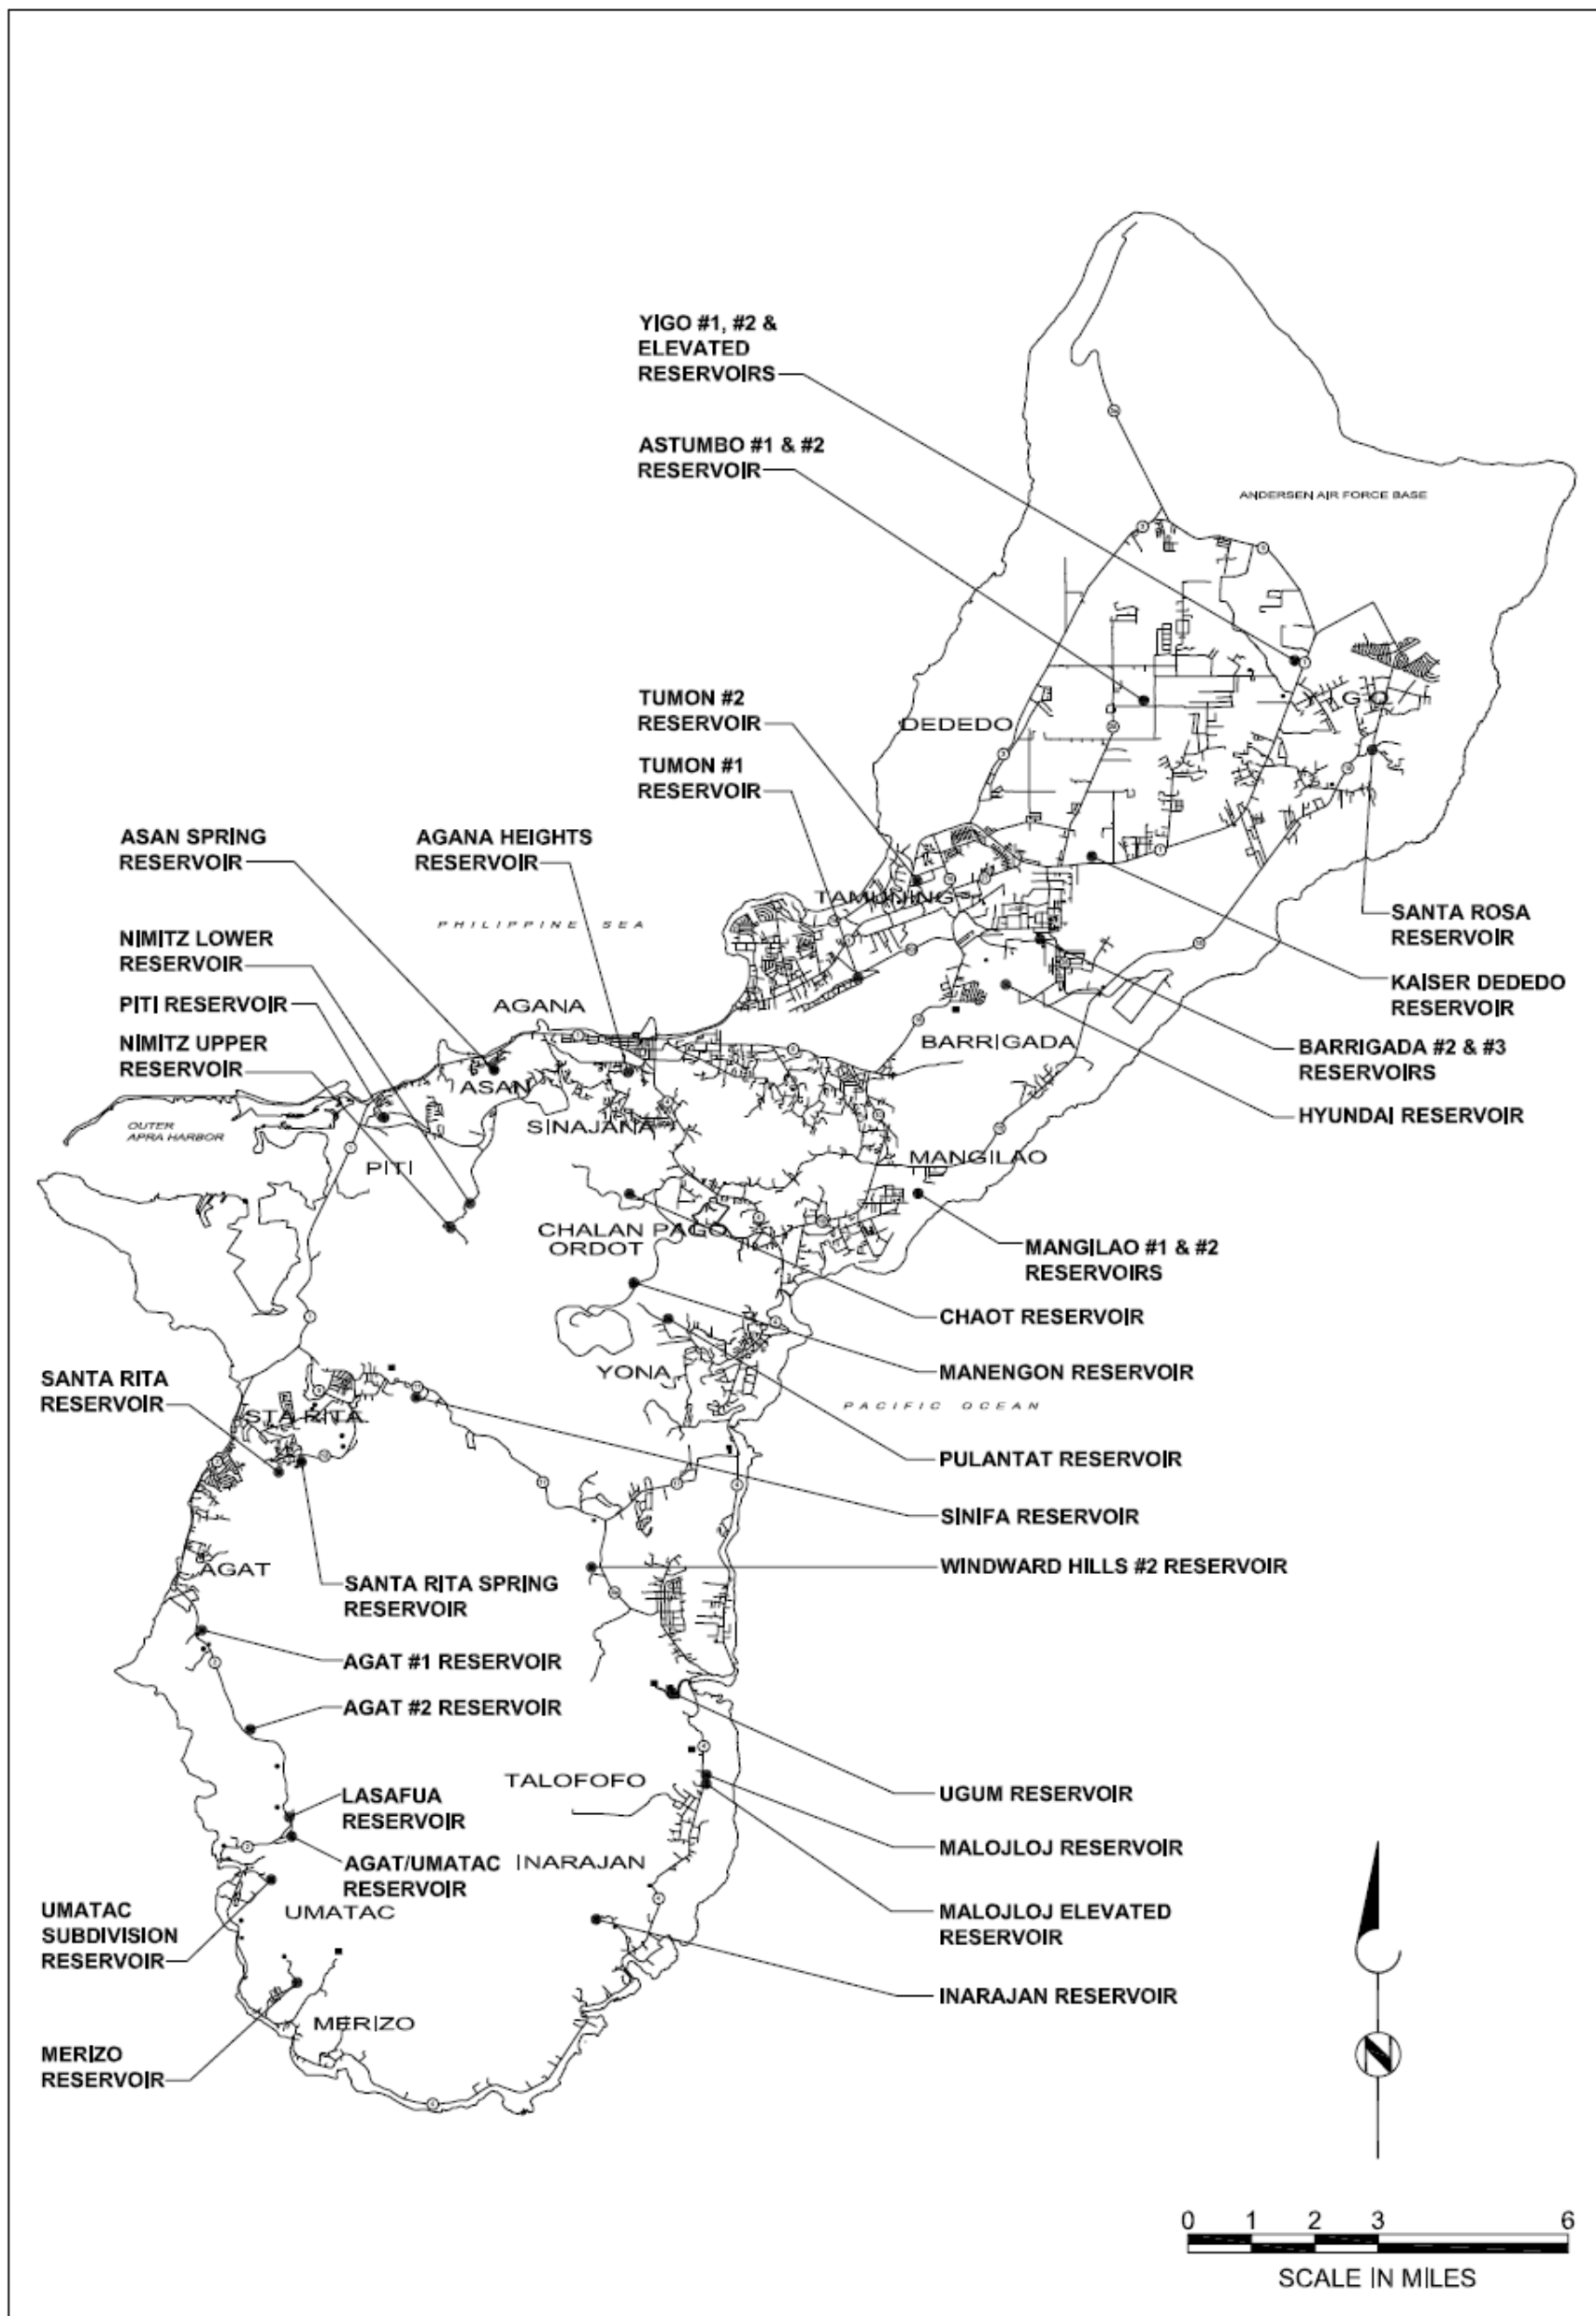 YIGO #1, #2 &
ELEVATED
RESERVOIRS
ASTUMBO #1 & #2
RESERVOIR
ANDERSEN AIR FORCE BASE
TUMON #2
RESERVOIR
DEDEDO
YIGO
TUMON #1
RESERVOIR
ASAN SPRING
RESERVOIR
AGANA HEIGHTS
RESERVOIR
TAMUNING
PHILIPPINE SEA
SANTA ROSA
RESERVOIR
NIMITZ LOWER
RESERVOIR
KAISER DEDEDO
RESERVOIR
PITI RESERVOIR
AGANA
NIMITZ UPPER
RESERVOIR
BARRIGADA
BARRIGADA #2 & #3
RESERVOIRS
ASAN
OUTER
APRA HARBOR
SINAJANA
HYUNDAI RESERVOIR
PITI
MANGILAO
CHALAN PAGO
ORDOT
MANGILAO #1 & #2
RESERVOIRS
CHAOT RESERVOIR
SANTA RITA
RESERVOIR
YONA
MANENGON RESERVOIR
STA RITA
PACIFIC OCEAN
PULANTAT RESERVOIR
SINIFA RESERVOIR
AGAT
WINDWARD HILLS #2 RESERVOIR
SANTA RITA SPRING
RESERVOIR
AGAT #1 RESERVOIR
AGAT #2 RESERVOIR
TALOFOFO
UGUM RESERVOIR
LASAFUA
RESERVOIR
MALOJLOJ RESERVOIR
AGAT/UMATAC
RESERVOIR
INARAJAN
UMATAC
SUBDIVISION
RESERVOIR
UMATAC
MALOJLOJ ELEVATED
RESERVOIR
INARAJAN RESERVOIR
MERIZO
MERIZO
RESERVOIR
N
0 1 2 3 6
SCALE IN MILES